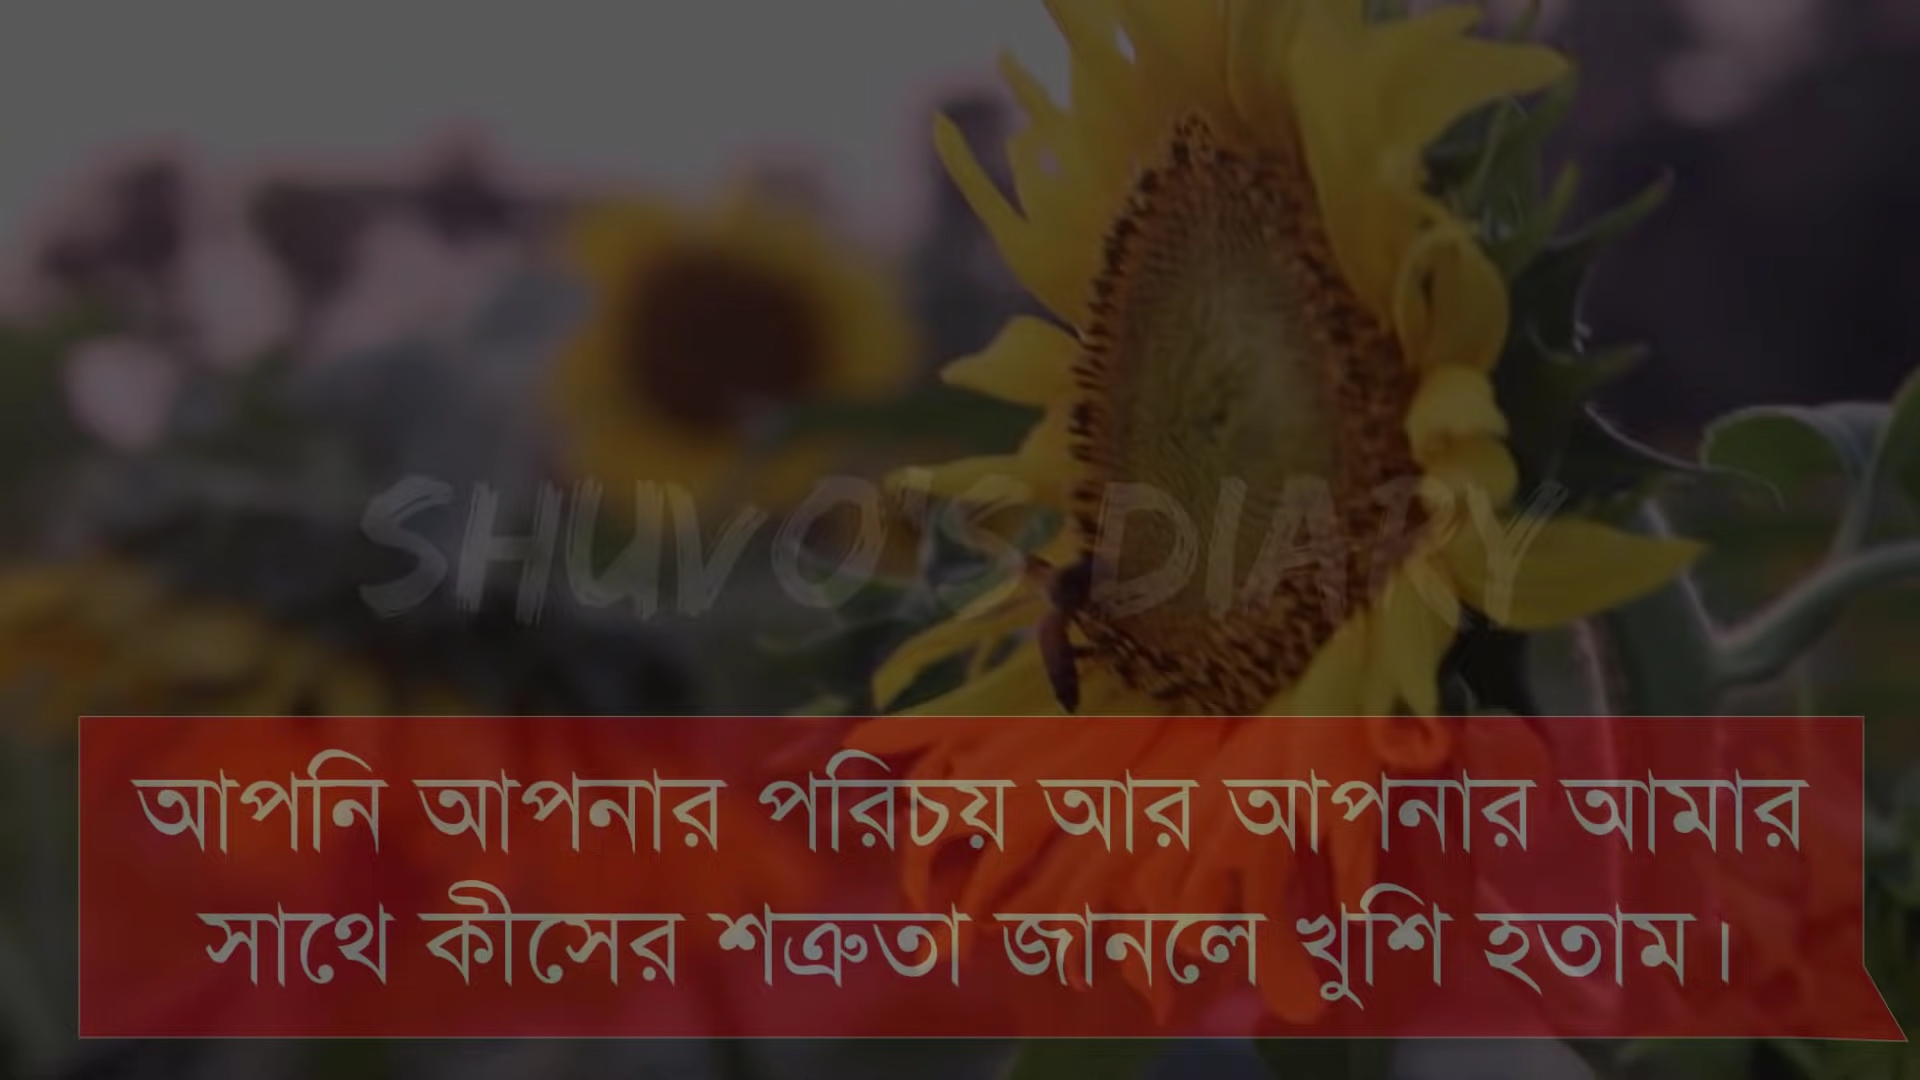 SHUVO'S DIARY
আপনি আপনার পরিচয় আর আপনার আমার
সাথে কীসের শত্রুতা জানলে খুশি হতাম।